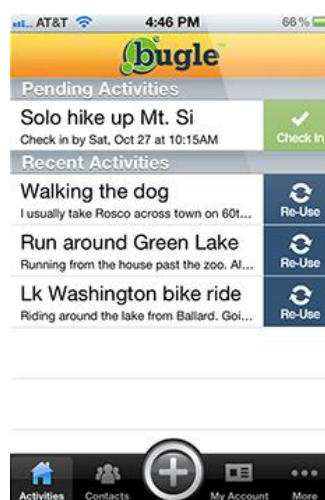 AT&T 4:46 PM 66%
bugle
Pending Activities
Solo hike up Mt. Si
Check in by Sat, Oct 27 at 10:15AM
Check In
Recent Activities
Walking the dog
I usually take Rosco across town on 60t...
Re-Use
Run around Green Lake
Running from the house past the zoo. Al...
Re-Use
Lk Washington bike ride
Riding around the lake from Ballard. Goi...
Re-Use
Activities Contacts My Account More